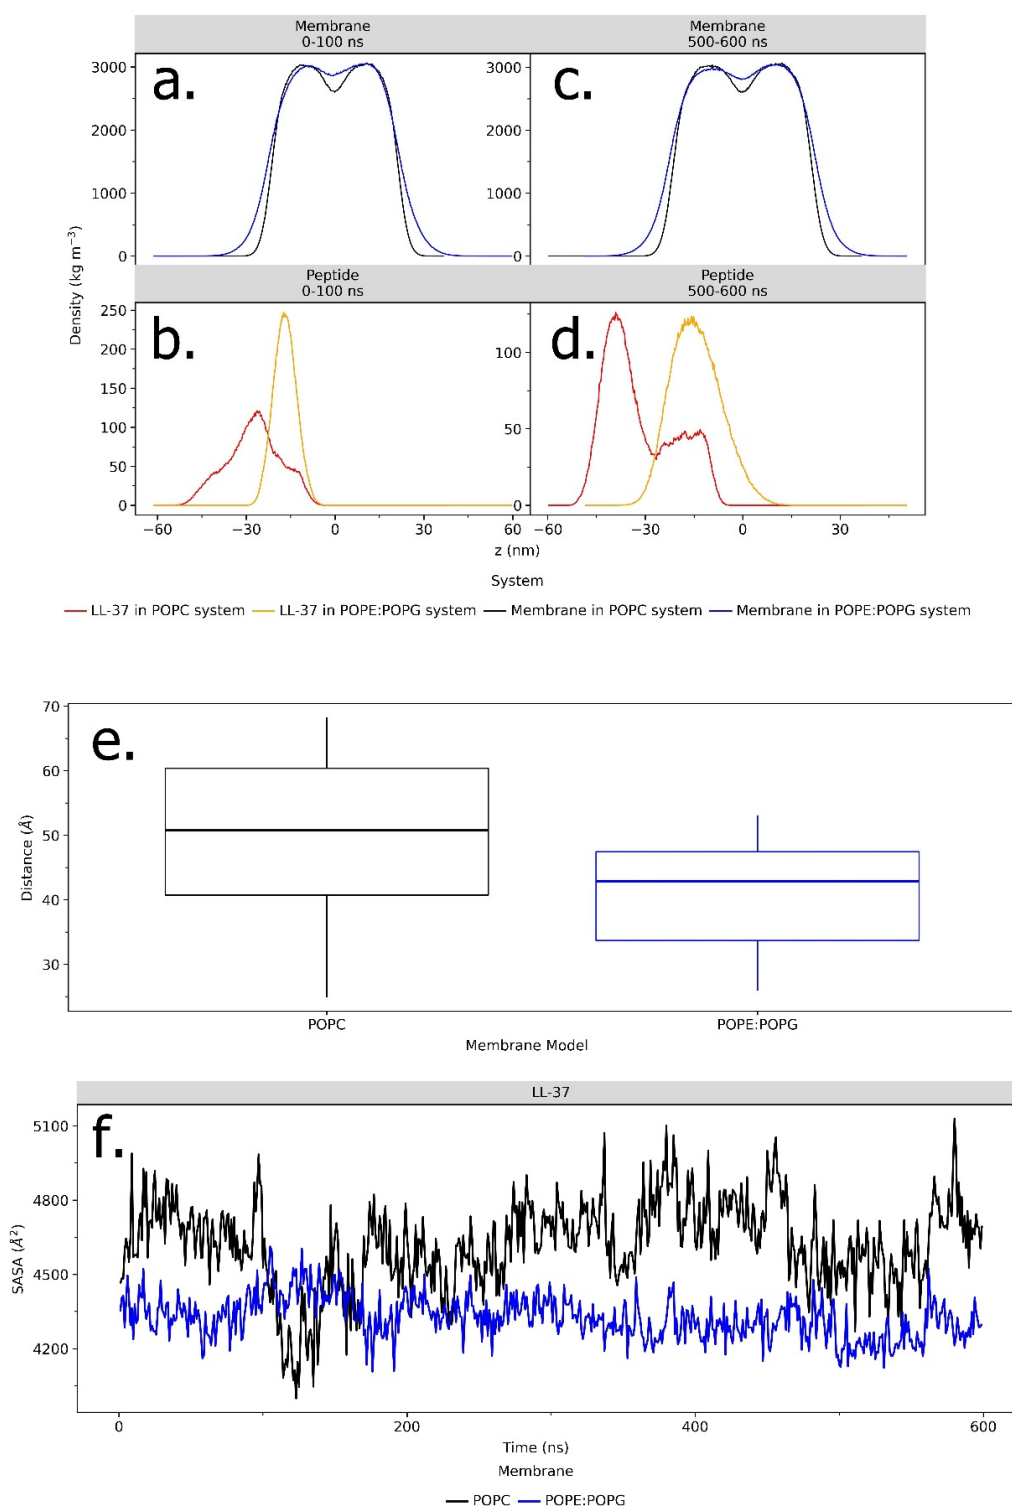 Membrane
0-100 ns
Membrane
500-600 ns
a.
c.
3000
2000
1000
0
3000
2000
1000
0
Density (kg m⁻³)
Peptide
0-100 ns
Peptide
500-600 ns
b.
d.
250
200
150
100
50
0
100
50
0
−60
−30
0
30
60
−60
−30
0
30
z (nm)
System
LL-37 in POPC system
LL-37 in POPE:POPG system
Membrane in POPC system
Membrane in POPE:POPG system
e.
70
60
50
40
30
Distance (Å)
POPC
POPE:POPG
Membrane Model
LL-37
f.
5100
4800
4500
4200
SASA (Å²)
0
200
400
600
Time (ns)
Membrane
POPC
POPE:POPG